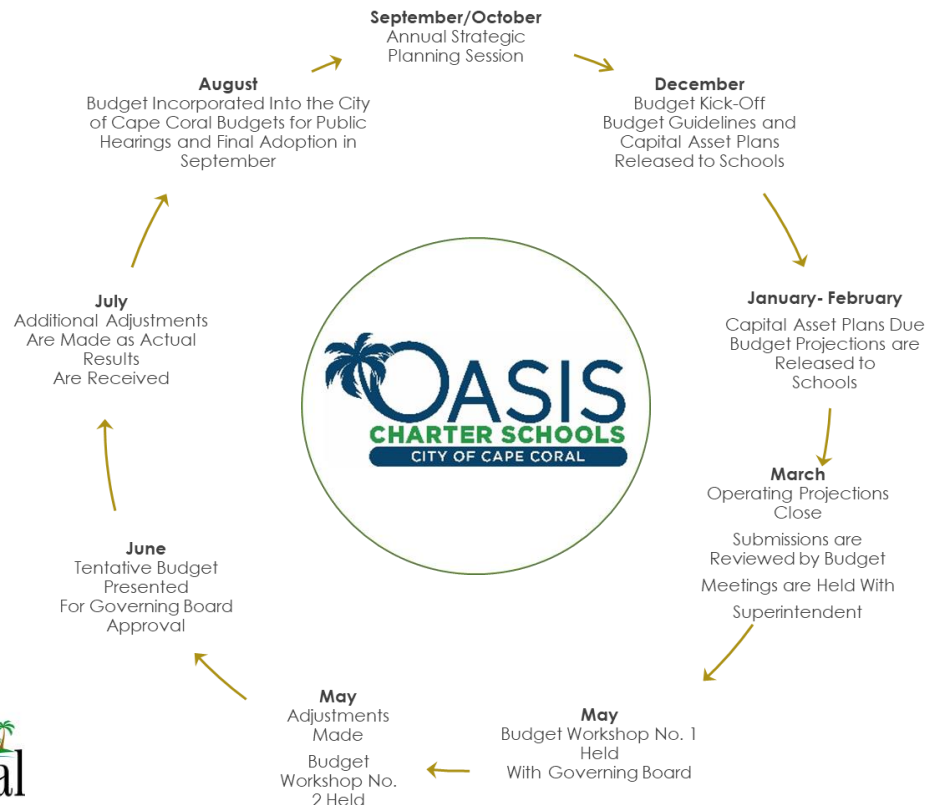 September/October
Annual Strategic
Planning Session
December
Budget Kick-Off
Budget Guidelines and
Capital Asset Plans
Released to Schools
January- February
Capital Asset Plans Due
Budget Projections are
Released to
Schools
March
Operating Projections
Close
Submissions are
Reviewed by Budget
Meetings are Held With
Superintendent
May
Budget Workshop No. 1
Held
With Governing Board
May
Adjustments
Made
Budget
Workshop No.
2 Held
June
Tentative Budget
Presented
For Governing Board
Approval
July
Additional Adjustments
Are Made as Actual
Results
Are Received
August
Budget Incorporated Into the City
of Cape Coral Budgets for Public
Hearings and Final Adoption in
September
OASIS
CHARTER SCHOOLS
CITY OF CAPE CORAL
al